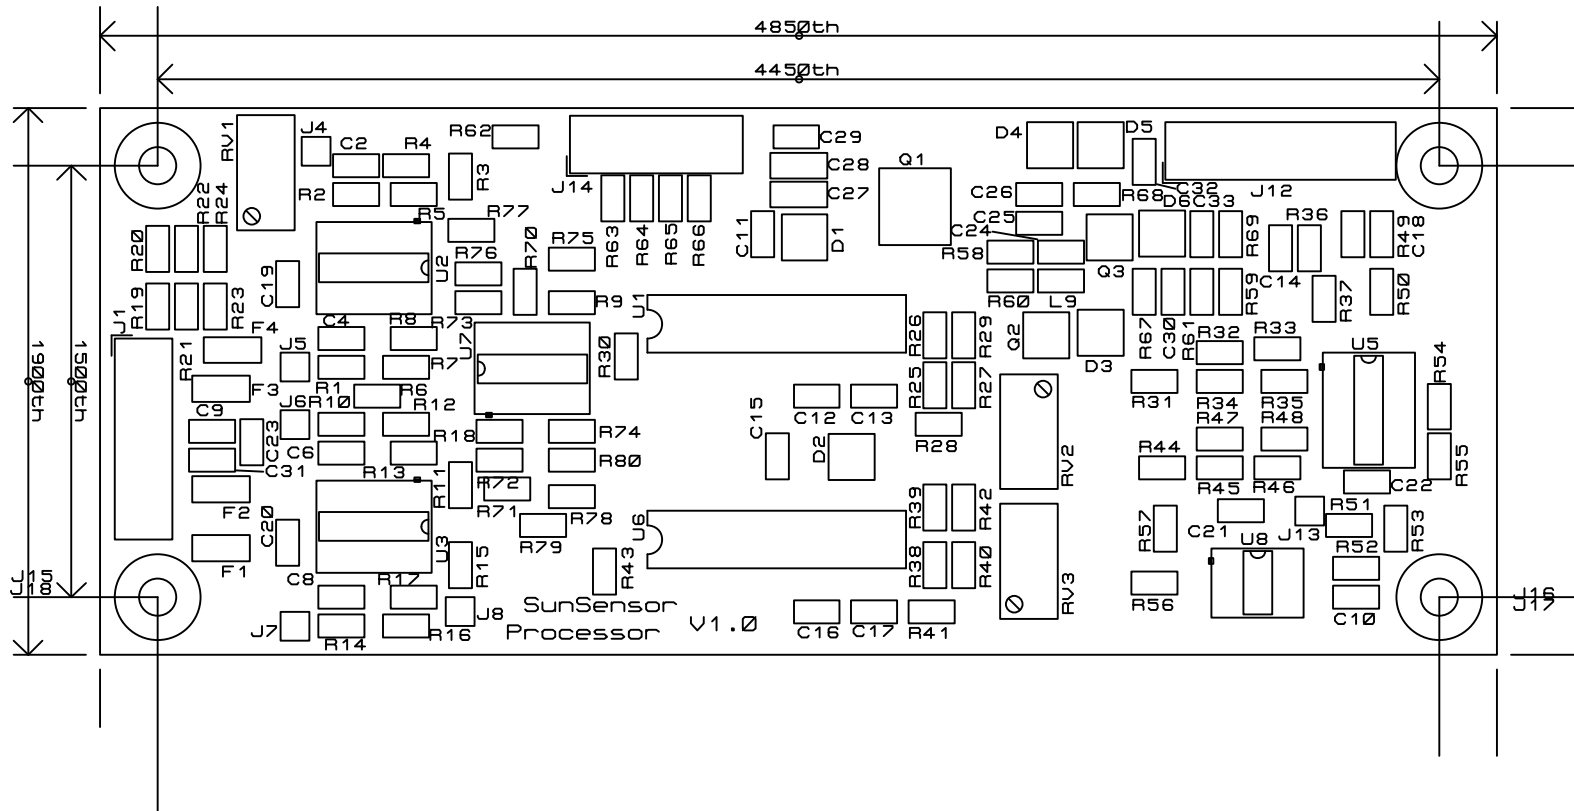 4850th
4450th
J4
C2
R4
R62
RV1
R3
R2
R5
R77
R22
R24
R20
R70
R75
J14
R63
R64
R65
R66
C29
C28
C27
C11
D1
Q1
D4
D5
C26
C25
C24
R68
C32
J12
D6
C33
R36
R58
Q3
R69
C14
R49
C18
R60
L9
R59
R37
R50
C19
U2
R76
R9
U1
R19
R23
R21
J1
F4
F3
C4
R8
R73
U7
R7
J5
R1
R6
R30
R26
R29
R25
R27
Q2
D3
R67
C30
R61
R32
R33
U5
R54
R31
R34
R35
R47
R48
C9
C23
C31
J6
R10
R12
C6
R18
R13
R74
R80
R72
R71
R11
R78
R79
C12
C13
C15
D2
R28
RV2
R44
R45
R46
C22
R55
F2
F1
C20
U3
R15
R43
U6
R39
R42
R38
R40
RV3
R57
R56
C21
J13
R51
R52
R53
U8
C10
C8
R17
J8
J7
R14
R16
C16
C17
R41
SunSensor
Processor
V1.0
1900th
1500th
J15
J18
J16
J17